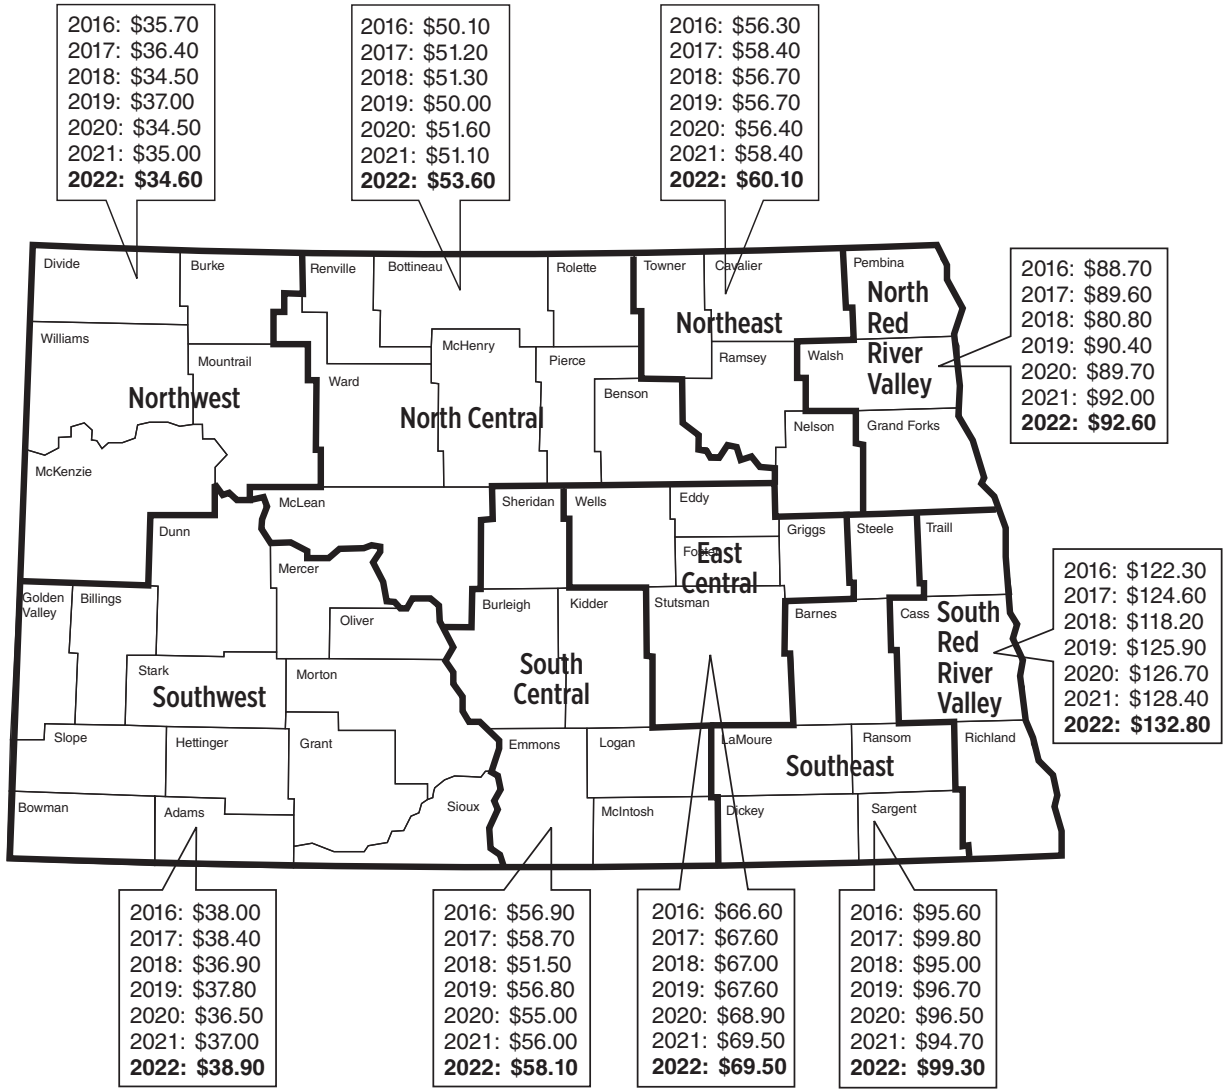 2016: $35.70
2017: $36.40
2018: $34.50
2019: $37.00
2020: $34.50
2021: $35.00
2022: $34.60
2016: $50.10
2017: $51.20
2018: $51.30
2019: $50.00
2020: $51.60
2021: $51.10
2022: $53.60
2016: $56.30
2017: $58.40
2018: $56.70
2019: $56.70
2020: $56.40
2021: $58.40
2022: $60.10
2016: $88.70
2017: $89.60
2018: $80.80
2019: $90.40
2020: $89.70
2021: $92.00
2022: $92.60
Divide
Burke
Renville
Bottineau
Rolette
Towner
Cavalier
Pembina
North
Red
River
Valley
Northeast
Williams
Mountrail
McHenry
Pierce
Ramsey
Walsh
Ward
Benson
Northwest
North Central
Nelson
Grand Forks
McKenzie
McLean
Sheridan
Wells
Eddy
Dunn
Griggs
Steele
Traill
Foster
East
Central
Mercer
Golden
Valley
Billings
Burleigh
Kidder
Stutsman
Barnes
Cass
South
Red
River
Valley
Oliver
Stark
Morton
Southwest
South
Central
Slope
Hettinger
Grant
Emmons
Logan
LaMoure
Ransom
Richland
Southeast
Bowman
Adams
Sioux
McIntosh
Dickey
Sargent
2016: $122.30
2017: $124.60
2018: $118.20
2019: $125.90
2020: $126.70
2021: $128.40
2022: $132.80
2016: $38.00
2017: $38.40
2018: $36.90
2019: $37.80
2020: $36.50
2021: $37.00
2022: $38.90
2016: $56.90
2017: $58.70
2018: $51.50
2019: $56.80
2020: $55.00
2021: $56.00
2022: $58.10
2016: $66.60
2017: $67.60
2018: $67.00
2019: $67.60
2020: $68.90
2021: $69.50
2022: $69.50
2016: $95.60
2017: $99.80
2018: $95.00
2019: $96.70
2020: $96.50
2021: $94.70
2022: $99.30